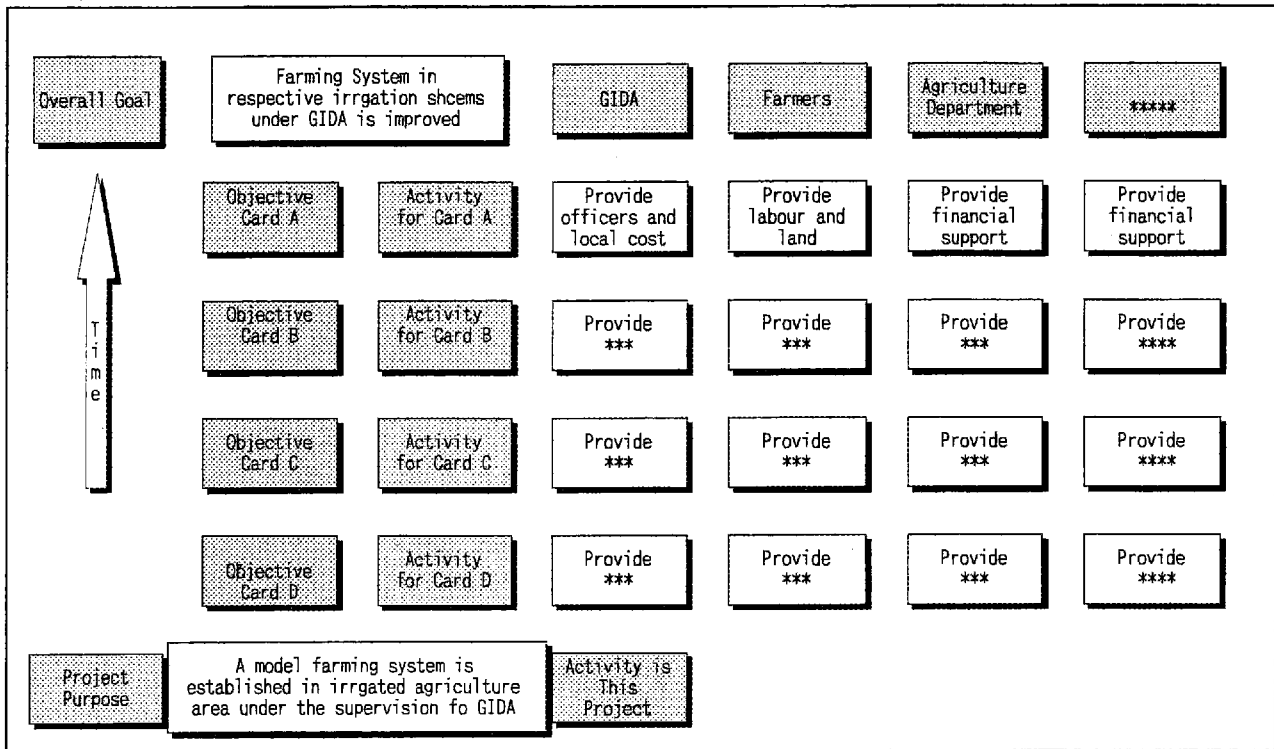 Overall Goal
Farming System in
respective irrgation shcems
under GIDA is improved
GIDA
Farmers
Agriculture
Department
*****
Objective
Card A
Activity
for Card A
Provide
officers and
local cost
Provide
labour and
land
Provide
financial
support
Provide
financial
support
Time
Objective
Card B
Activity
for Card B
Provide
***
Provide
***
Provide
***
Provide
****
Objective
Card C
Activity
for Card C
Provide
***
Provide
***
Provide
***
Provide
****
Objective
Card D
Activity
for Card D
Provide
***
Provide
***
Provide
***
Provide
****
Project
Purpose
A model farming system is
established in irrgated agriculture
area under the supervision fo GIDA
Activity is
This
Project